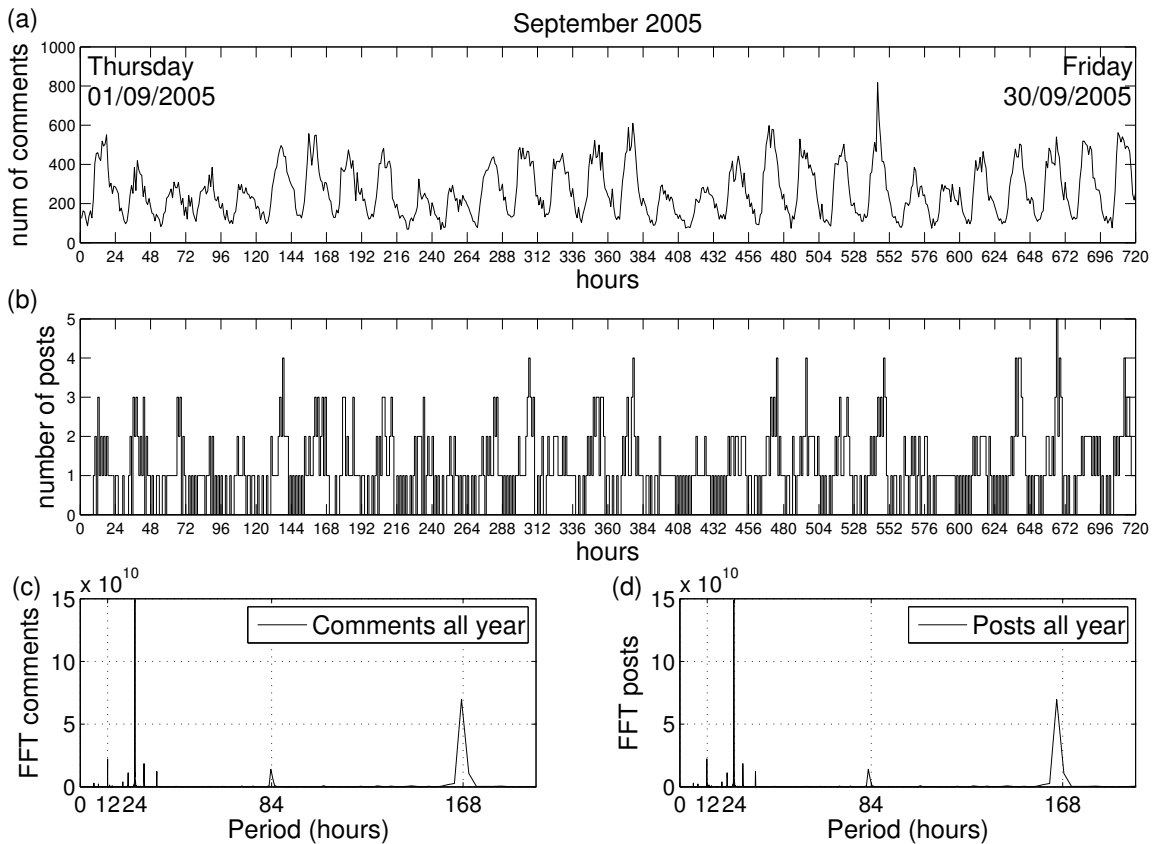 (a)
September 2005
num of comments
1000
800
600
400
200
0
Thursday
01/09/2005
Friday
30/09/2005
0 24 48 72 96 120 144 168 192 216 240 264 288 312 336 360 384 408 432 456 480 504 528 552 576 600 624 648 672 696 720
hours
(b)
number of posts
5
4
3
2
1
0
0 24 48 72 96 120 144 168 192 216 240 264 288 312 336 360 384 408 432 456 480 504 528 552 576 600 624 648 672 696 720
hours
(c)
x 10^10
FFT comments
15
10
5
0
Comments all year
0 12 24 84 168
Period (hours)
(d)
x 10^10
FFT posts
15
10
5
0
Posts all year
0 12 24 84 168
Period (hours)